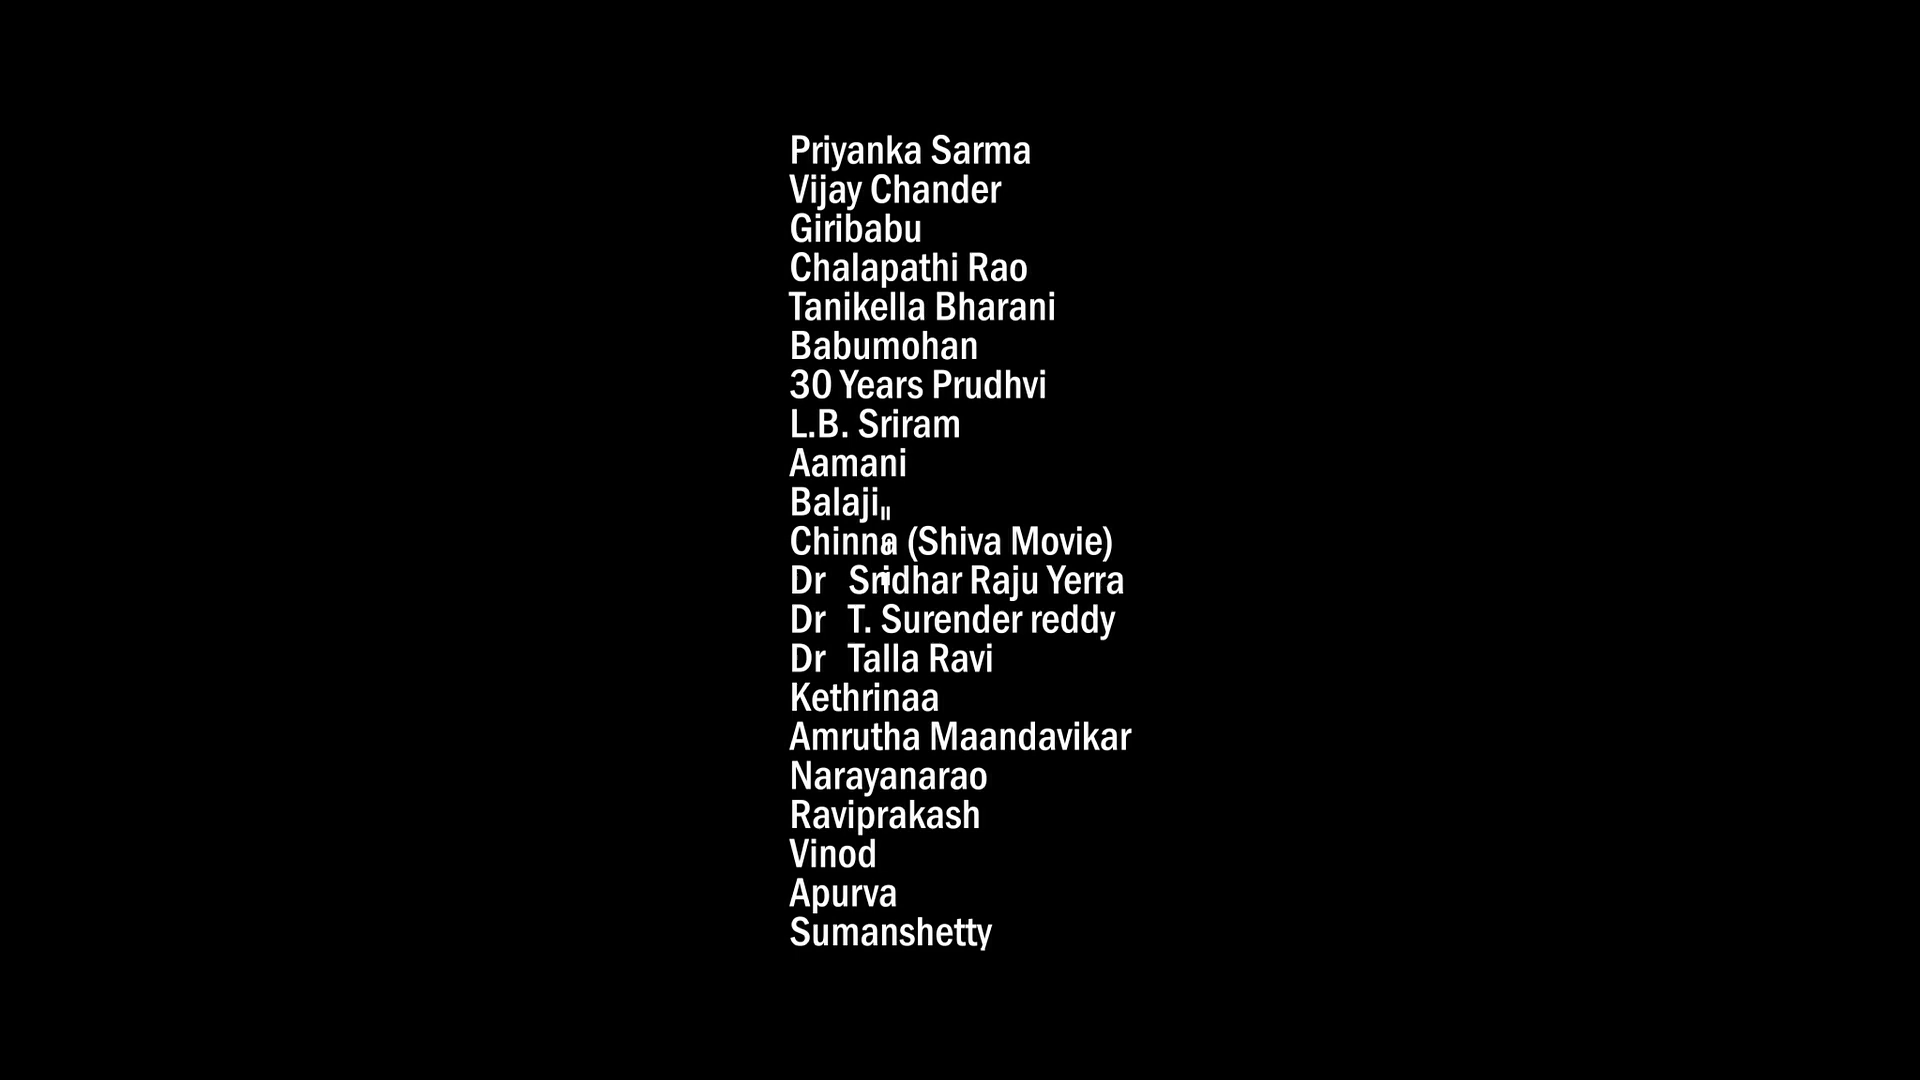 Priyanka Sarma
Vijay Chander
Giribabu
Chalapathi Rao
Tanikella Bharani
Babumohan
30 Years Prudhvi
L.B. Sriram
Aamani
Balaji
Chinna (Shiva Movie)
Dr Sridhar Raju Yerra
Dr T. Surender reddy
Dr Talla Ravi
Kethrinaa
Amrutha Maandavikar
Narayanarao
Raviprakash
Vinod
Apurva
Sumanshetty